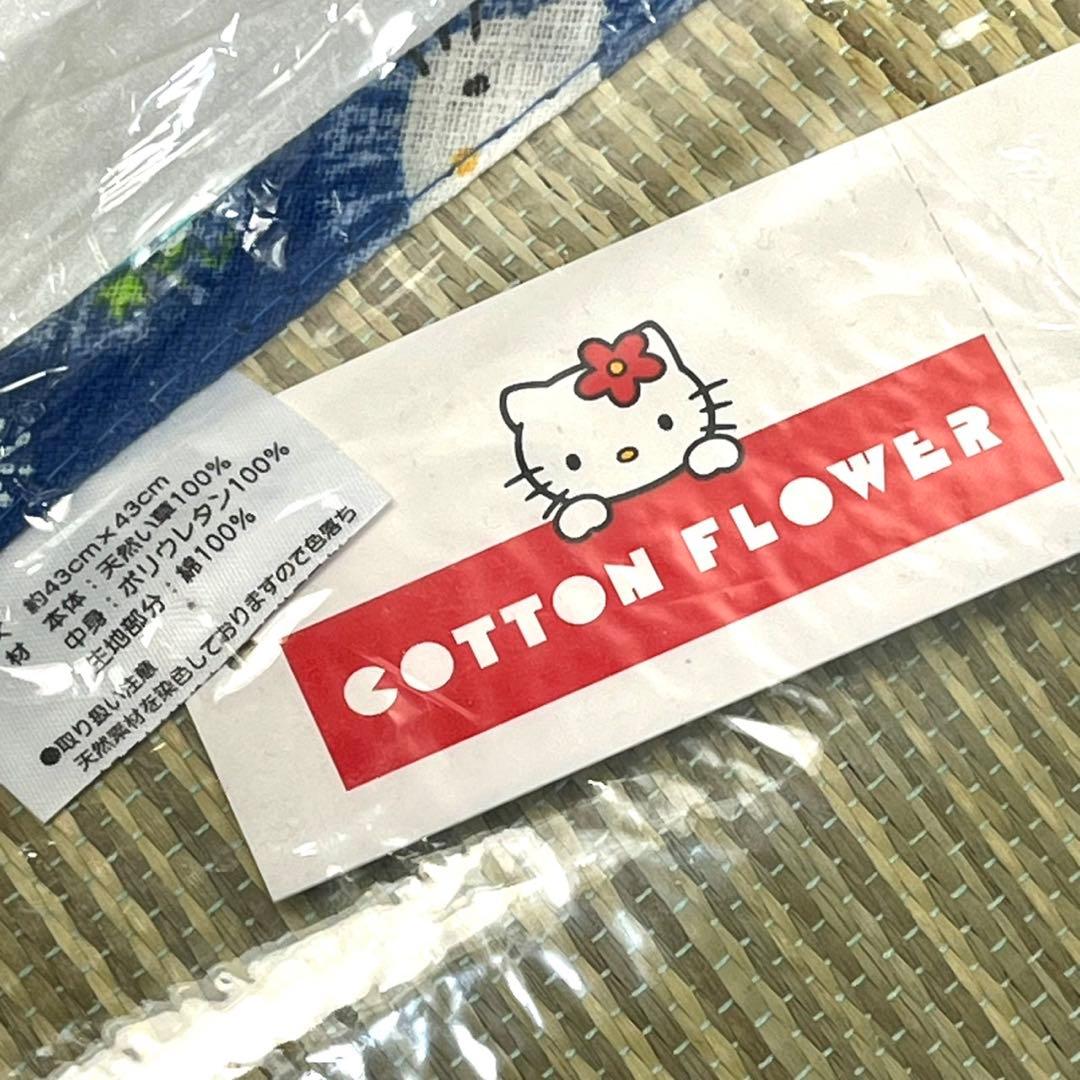 約43cm×43cm
材
本体：天然い草100%
中身：ポリウレタン100%
生地部分：綿100%
●取り扱い注意
天然素材を染色しておりますので色落ち
COTTON FLOWER